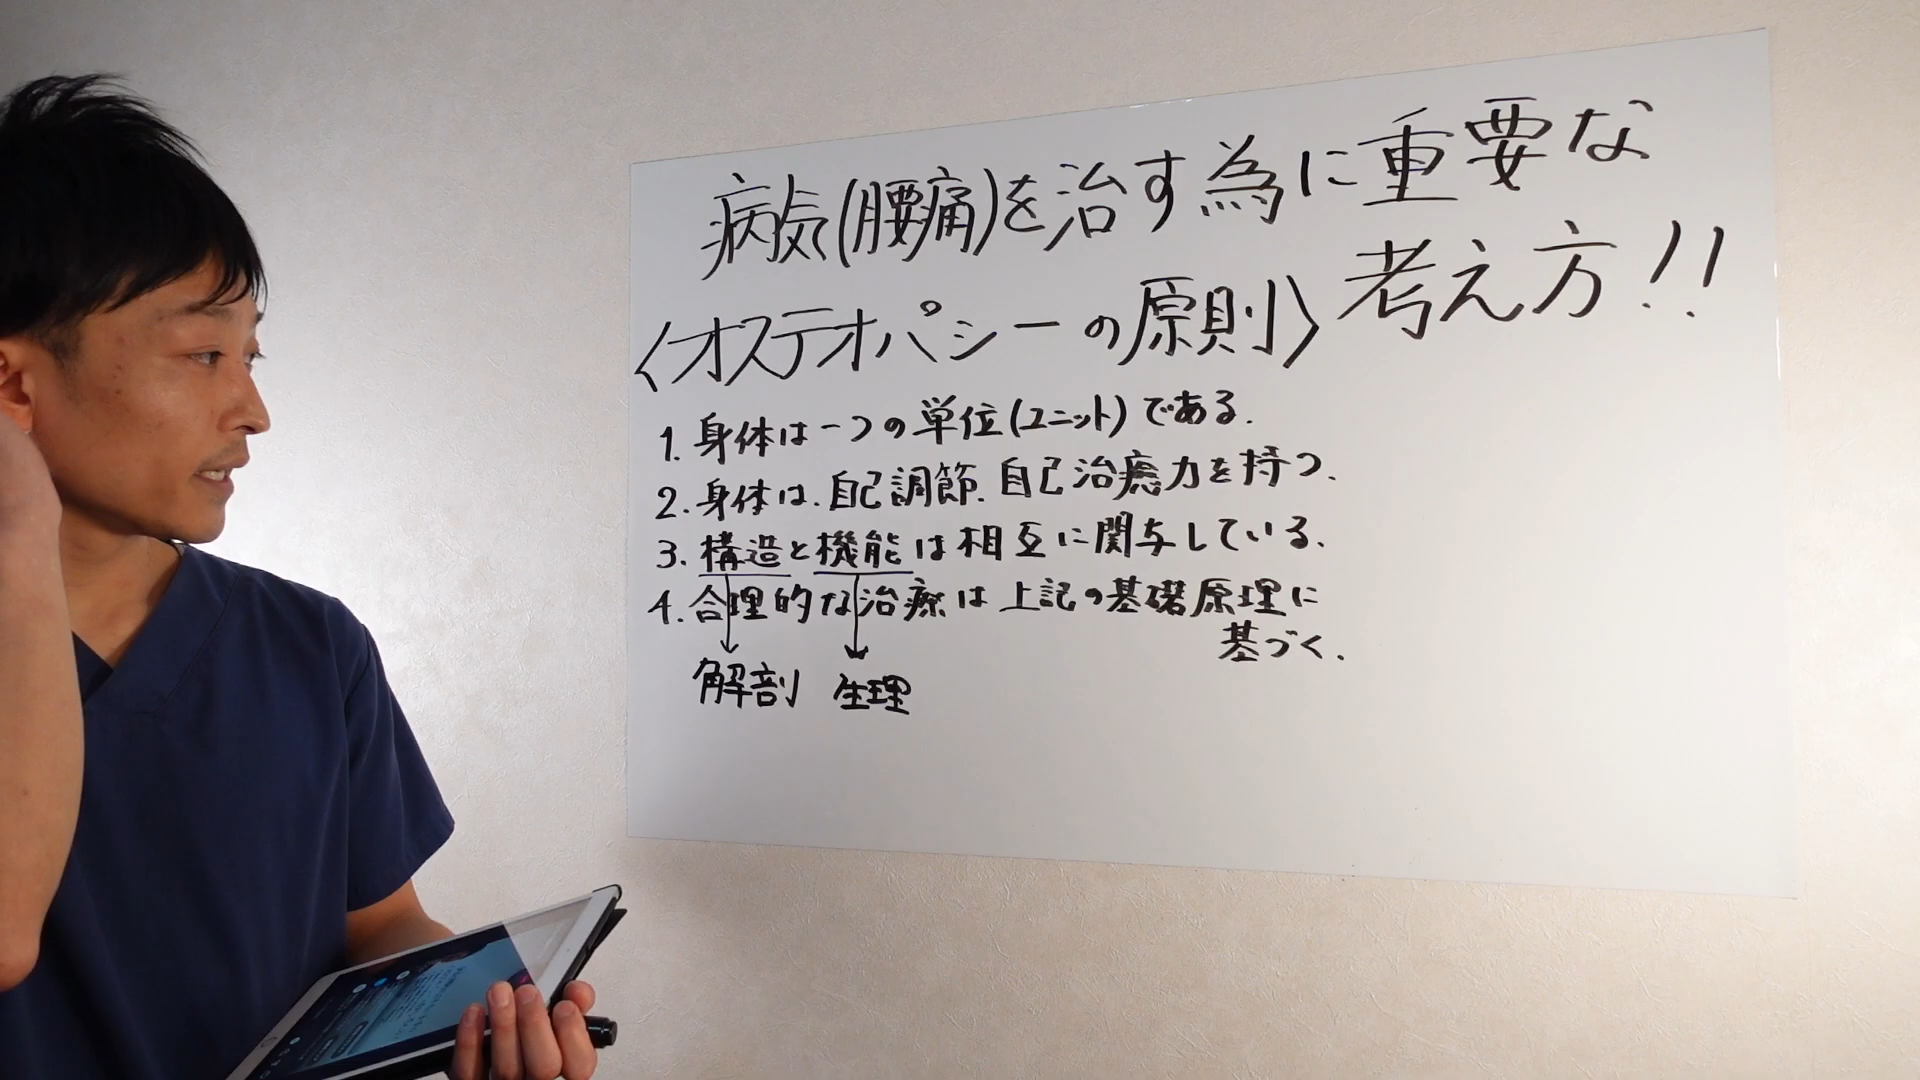 病気(腰痛)を治す為に重要な
考え方!!
〈オステオパシーの原則〉
1. 身体は一つの単位(ユニット)である.
2. 身体は.自己調節.自己治癒力を持つ.
3. 構造と機能は相互に関与している.
4. 合理的な治療は上記の基礎原理に
基づく.
解剖 生理